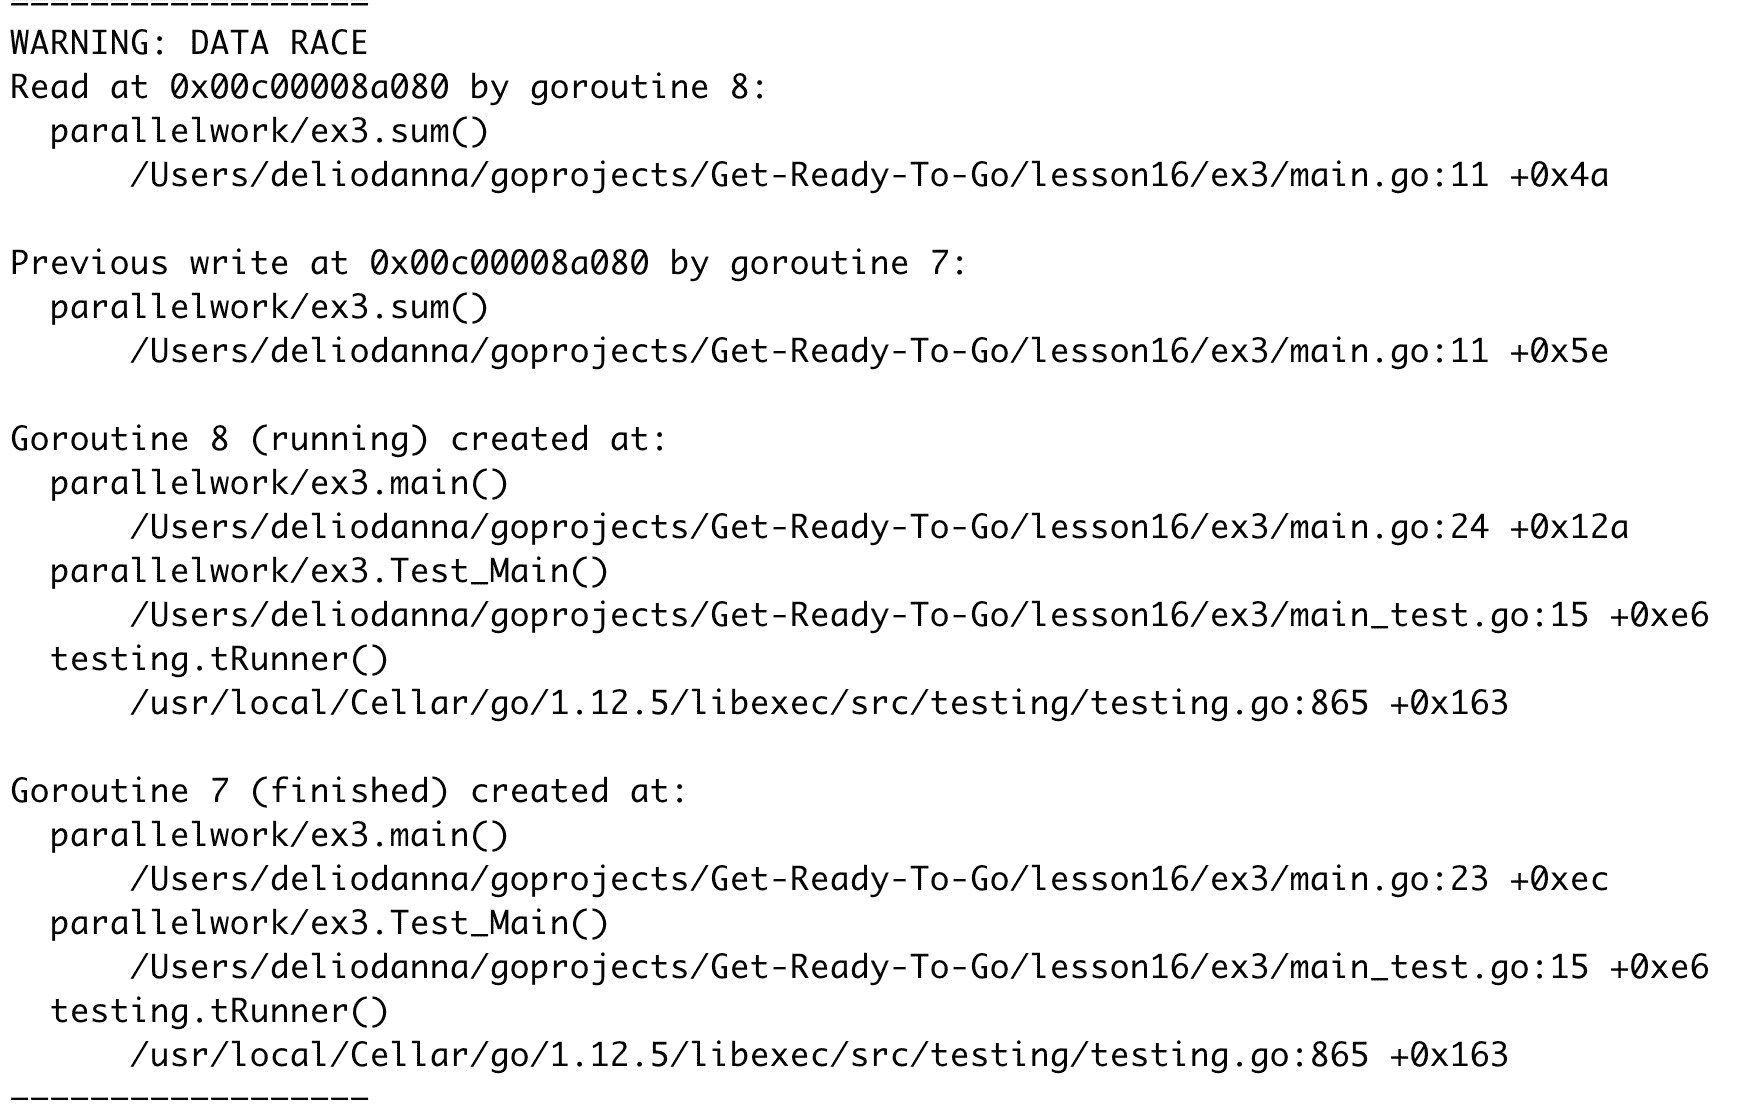 ==================
WARNING: DATA RACE
Read at 0x00c00008a080 by goroutine 8:
  parallelwork/ex3.sum()
      /Users/deliodanna/goprojects/Get-Ready-To-Go/lesson16/ex3/main.go:11 +0x4a

Previous write at 0x00c00008a080 by goroutine 7:
  parallelwork/ex3.sum()
      /Users/deliodanna/goprojects/Get-Ready-To-Go/lesson16/ex3/main.go:11 +0x5e

Goroutine 8 (running) created at:
  parallelwork/ex3.main()
      /Users/deliodanna/goprojects/Get-Ready-To-Go/lesson16/ex3/main.go:24 +0x12a
  parallelwork/ex3.Test_Main()
      /Users/deliodanna/goprojects/Get-Ready-To-Go/lesson16/ex3/main_test.go:15 +0xe6
  testing.tRunner()
      /usr/local/Cellar/go/1.12.5/libexec/src/testing/testing.go:865 +0x163

Goroutine 7 (finished) created at:
  parallelwork/ex3.main()
      /Users/deliodanna/goprojects/Get-Ready-To-Go/lesson16/ex3/main.go:23 +0xec
  parallelwork/ex3.Test_Main()
      /Users/deliodanna/goprojects/Get-Ready-To-Go/lesson16/ex3/main_test.go:15 +0xe6
  testing.tRunner()
      /usr/local/Cellar/go/1.12.5/libexec/src/testing/testing.go:865 +0x163
==================